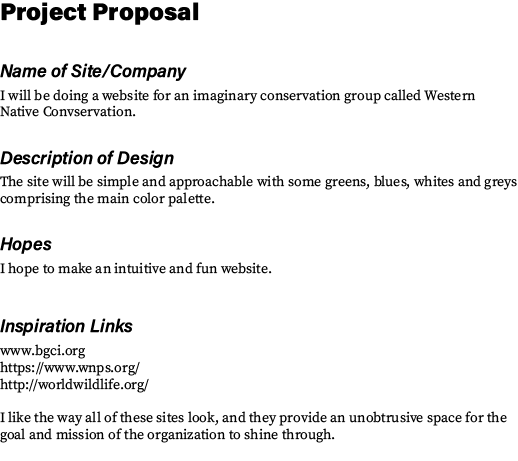 Project Proposal
Name of Site/Company
I will be doing a website for an imaginary conservation group called Western
Native Convservation.
Description of Design
The site will be simple and approachable with some greens, blues, whites and greys
comprising the main color palette.
Hopes
I hope to make an intuitive and fun website.
Inspiration Links
www.bgci.org
https://www.wnps.org/
http://worldwildlife.org/
I like the way all of these sites look, and they provide an unobtrusive space for the
goal and mission of the organization to shine through.